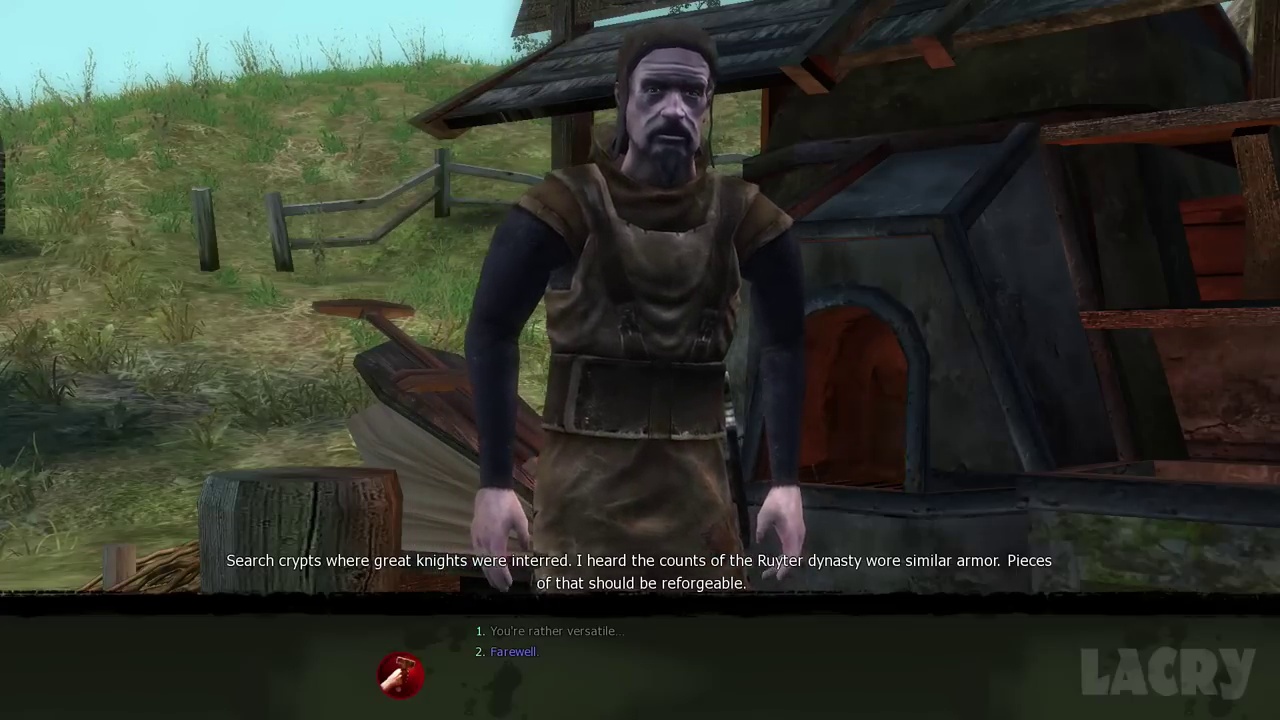 Search crypts where great knights were interred. I heard the counts of the Ruyter dynasty wore similar armor. Pieces
of that should be reforgeable.
1. You're rather versatile...
2. Farewell.
LACRY